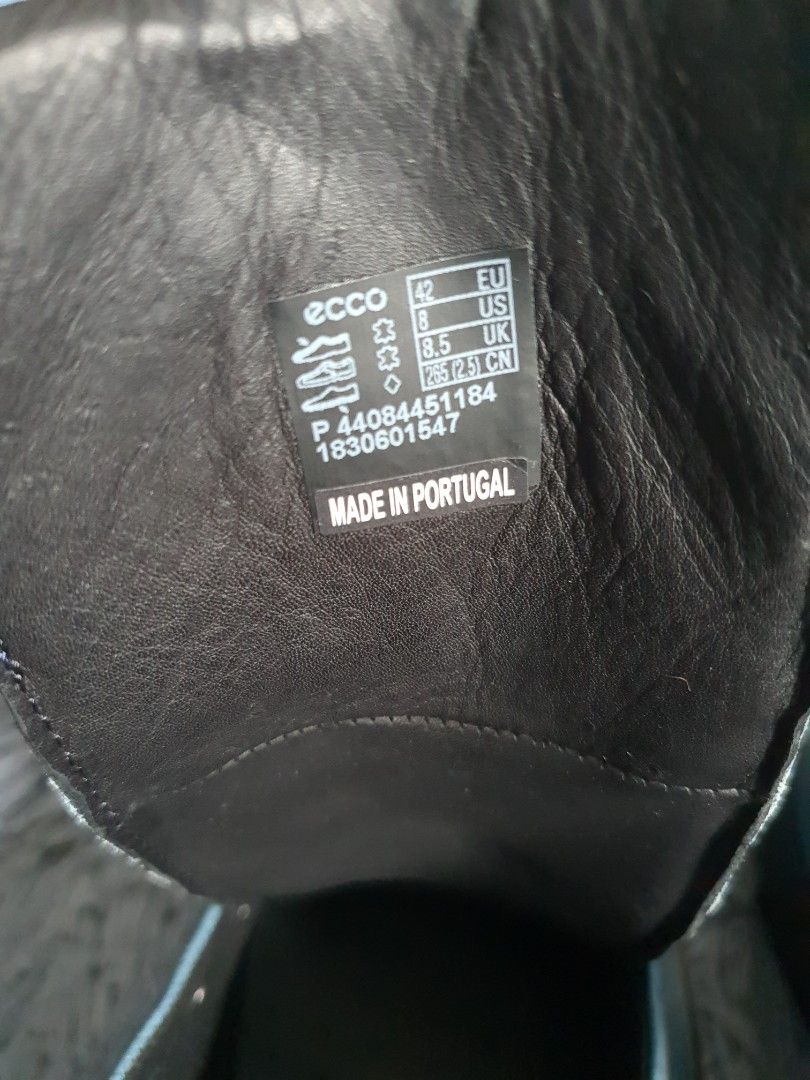 ecco
42 EU
8 US
8.5 UK
265 (2.5) CN
P 44084451184
1830601547
MADE IN PORTUGAL